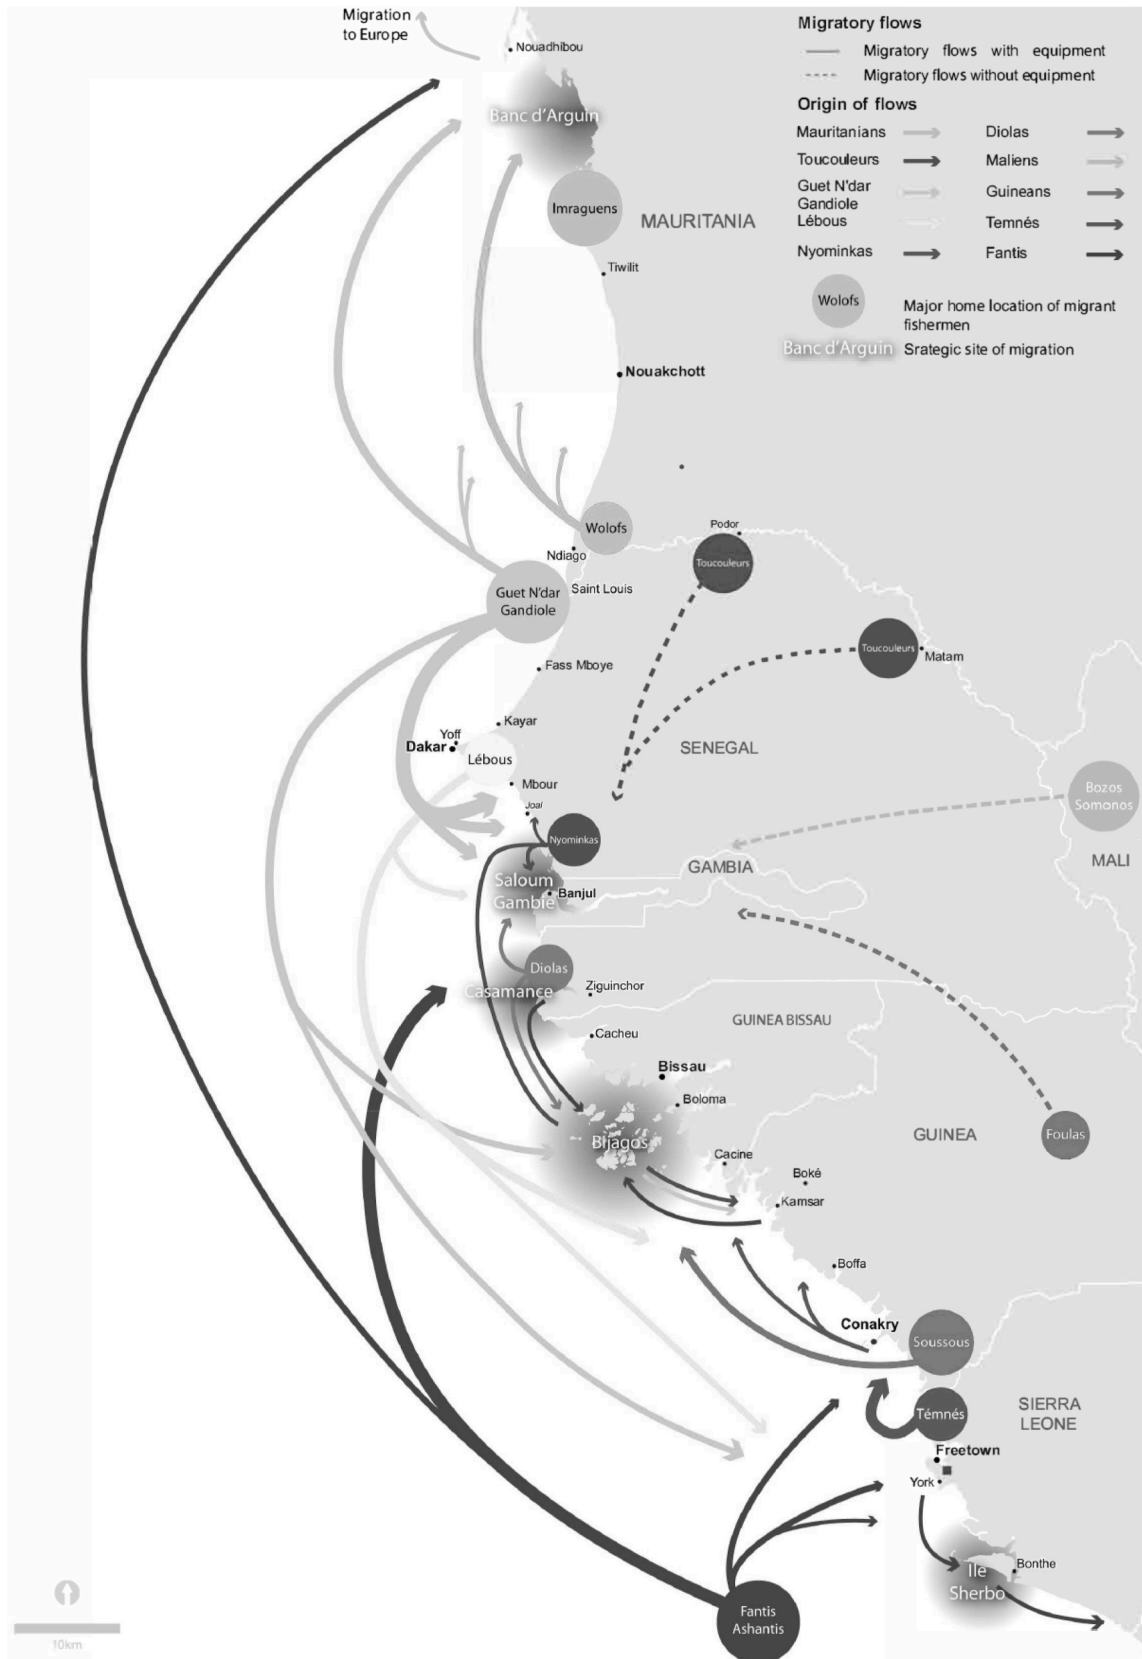 Migration
to Europe
Nouadhibou
Banc d'Arguin
Imraguens
MAURITANIA
Tiwilit
Nouakchott
Migratory flows
Migratory flows with equipment
Migratory flows without equipment
Origin of flows
Mauritanians
Diolas
Toucouleurs
Maliens
Guet N'dar
Gandiole
Guineans
Lébous
Temnés
Nyominkas
Fantis
Wolofs
Major home location of migrant
fishermen
Banc d'Arguin
Srategic site of migration
Wolofs
Ndiago
Podor
Toucouleurs
Guet N'dar
Gandiole
Saint Louis
Toucouleurs
Matam
Fass Mboye
Kayar
Yoff
Dakar
Lébous
SENEGAL
Mbour
Joal
Bozos
Somonos
Nyominkas
MALI
GAMBIA
Saloum
Gambie
Banjul
Diolas
Casamance
Ziguinchor
GUINEA BISSAU
Cacheu
Bissau
Boloma
Bijagos
GUINEA
Foulas
Cacine
Boké
Kamsar
Boffa
Conakry
Soussous
Témnés
SIERRA
LEONE
Freetown
York
Ile
Sherbo
Bonthe
Fantis
Ashantis
10km